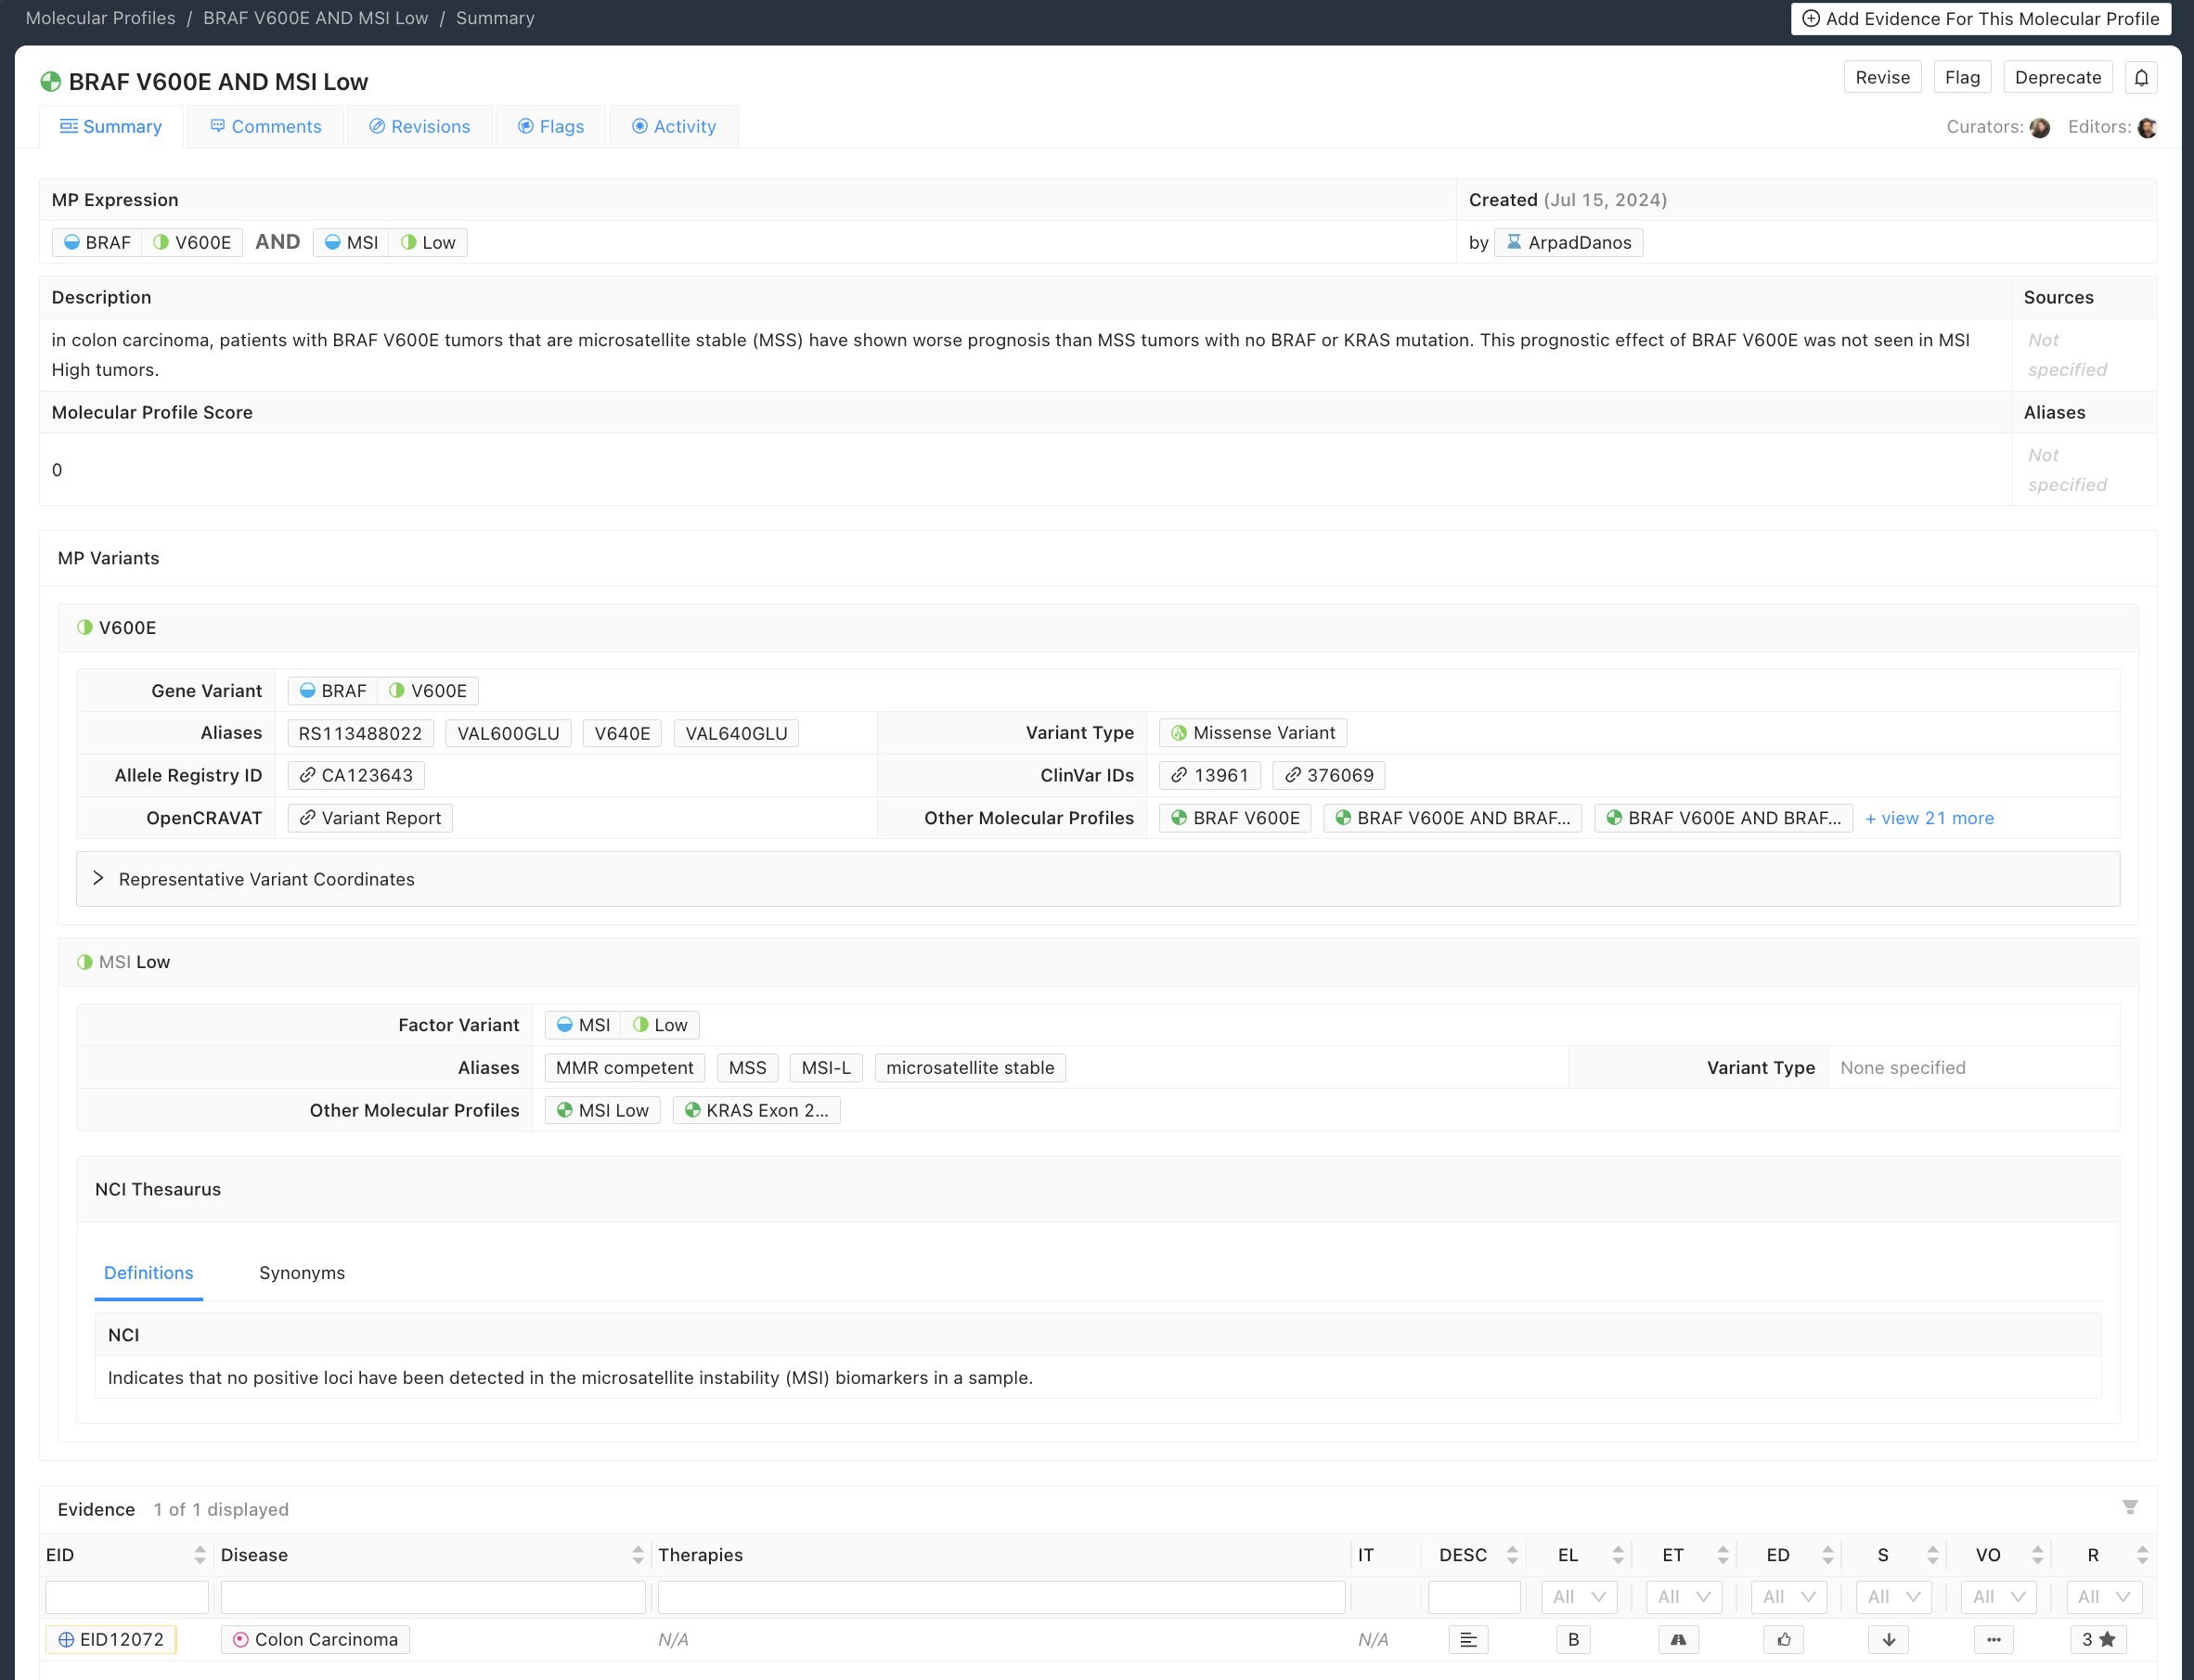 Molecular Profiles / BRAF V600E AND MSI Low / Summary
Add Evidence For This Molecular Profile
BRAF V600E AND MSI Low
Revise Flag Deprecate
Summary Comments Revisions Flags Activity
Curators: Editors:
MP Expression Created (Jul 15, 2024)
BRAF V600E AND MSI Low by ArpadDanos
Description Sources
in colon carcinoma, patients with BRAF V600E tumors that are microsatellite stable (MSS) have shown worse prognosis than MSS tumors with no BRAF or KRAS mutation. This prognostic effect of BRAF V600E was not seen in MSI
High tumors.
Not
specified
Molecular Profile Score Aliases
0
Not
specified
MP Variants
V600E
Gene Variant BRAF V600E
Aliases RS113488022 VAL600GLU V640E VAL640GLU Variant Type Missense Variant
Allele Registry ID CA123643 ClinVar IDs 13961 376069
OpenCRAVAT Variant Report Other Molecular Profiles BRAF V600E BRAF V600E AND BRAF... BRAF V600E AND BRAF... + view 21 more
Representative Variant Coordinates
MSI Low
Factor Variant MSI Low
Aliases MMR competent MSS MSI-L microsatellite stable Variant Type None specified
Other Molecular Profiles MSI Low KRAS Exon 2...
NCI Thesaurus
Definitions Synonyms
NCI
Indicates that no positive loci have been detected in the microsatellite instability (MSI) biomarkers in a sample.
Evidence 1 of 1 displayed
EID Disease Therapies IT DESC EL ET ED S VO R
All All All All All All
EID12072 Colon Carcinoma N/A N/A B 3